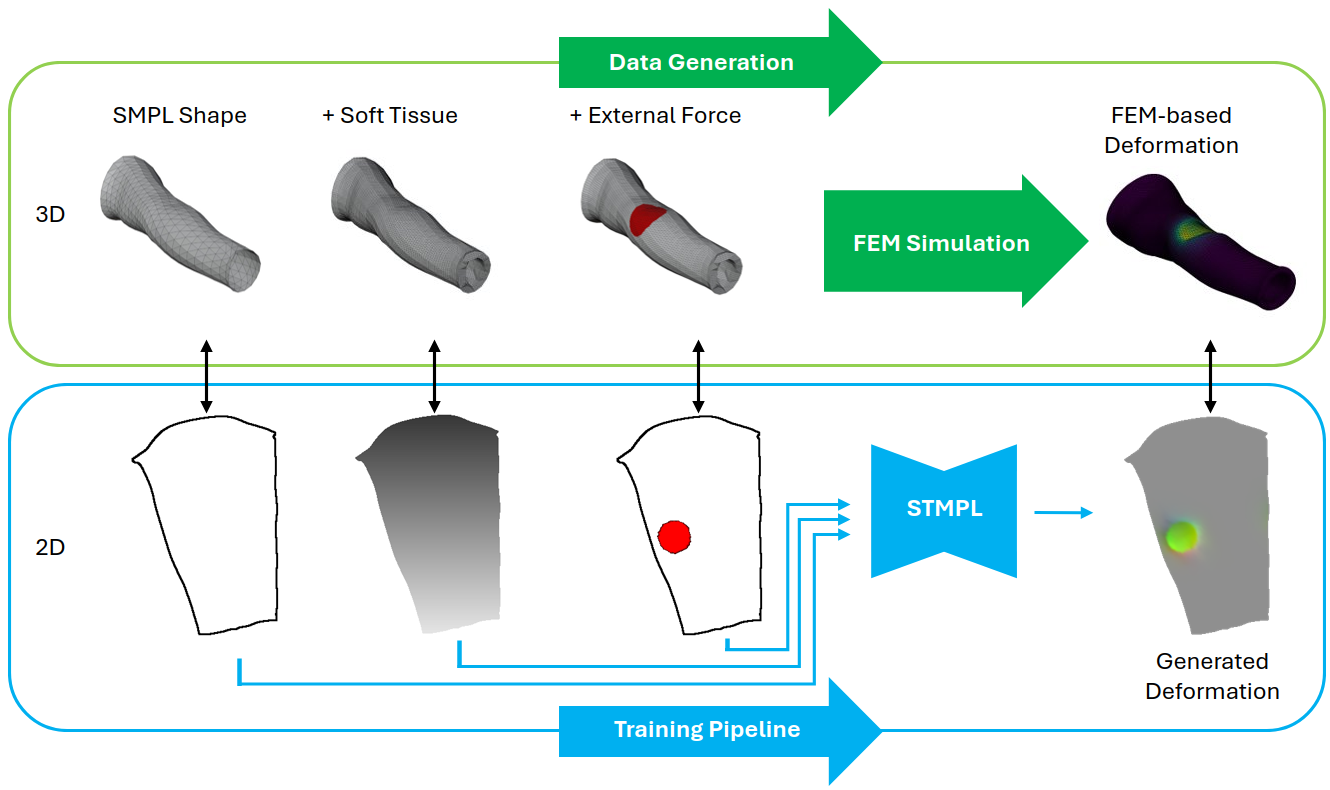 Data Generation
SMPL Shape
+ Soft Tissue
+ External Force
FEM-based
Deformation
3D
FEM Simulation
2D
STMPL
Generated
Deformation
Training Pipeline